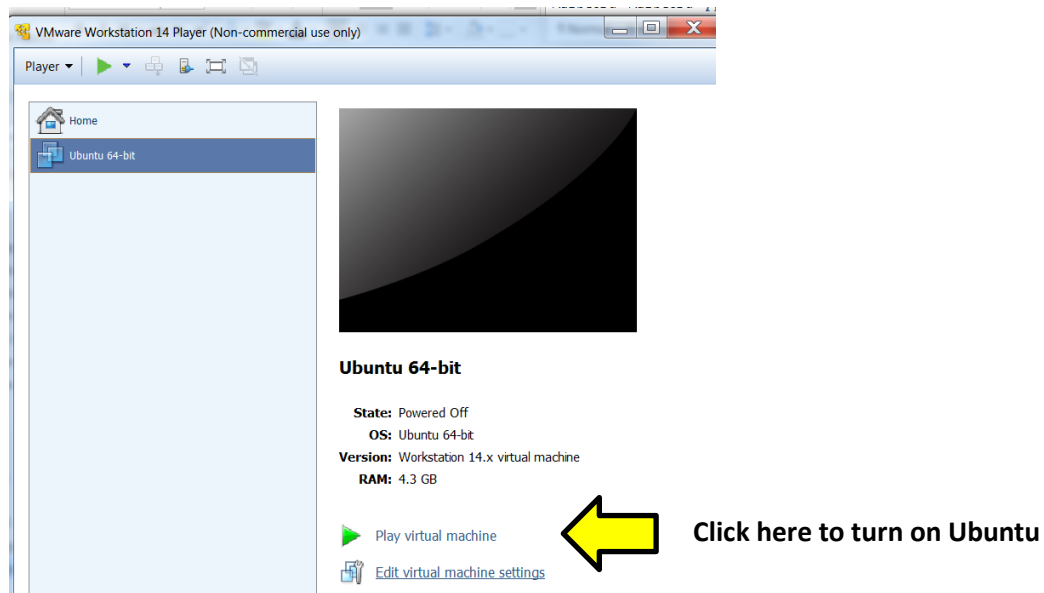 VMware Workstation 14 Player (Non-commercial use only)
Player
Home
Ubuntu 64-bit
Ubuntu 64-bit
State: Powered Off
OS: Ubuntu 64-bit
Version: Workstation 14.x virtual machine
RAM: 4.3 GB
Play virtual machine
Click here to turn on Ubuntu
Edit virtual machine settings